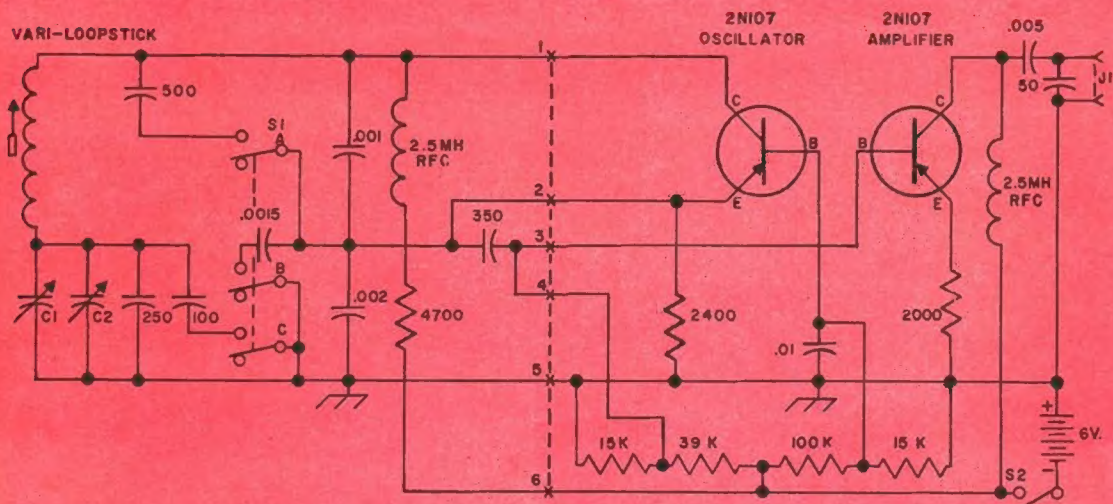 VARI-LOOPSTICK
2N107
OSCILLATOR
2N107
AMPLIFIER
.005
50
J1
500
S1
A
.001
2.5MH
RFC
1
C
B
E
C
B
E
2.5MH
RFC
2
350
3
.0015
B
4
C1
C2
250
100
C
.002
4700
2400
.01
2000
5
+
6V.
-
15K
39K
100K
15K
6
S2